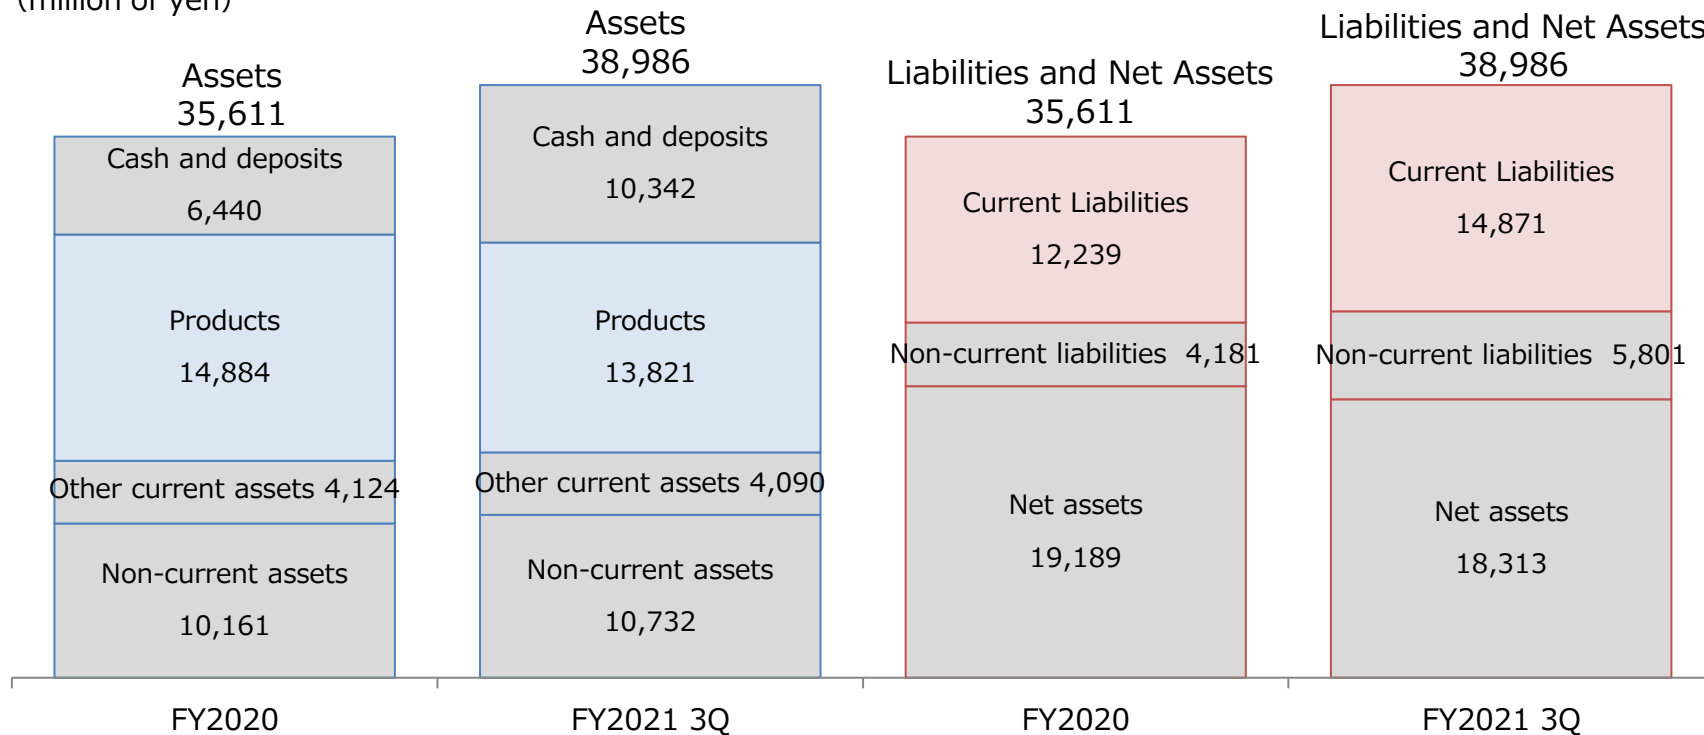 (million of yen)
Assets
35,611
Cash and deposits
6,440
Products
14,884
Other current assets 4,124
Non-current assets
10,161
FY2020
Assets
38,986
Cash and deposits
10,342
Products
13,821
Other current assets 4,090
Non-current assets
10,732
FY2021 3Q
Liabilities and Net Assets
35,611
Current Liabilities
12,239
Non-current liabilities 4,181
Net assets
19,189
FY2020
Liabilities and Net Assets
38,986
Current Liabilities
14,871
Non-current liabilities 5,801
Net assets
18,313
FY2021 3Q